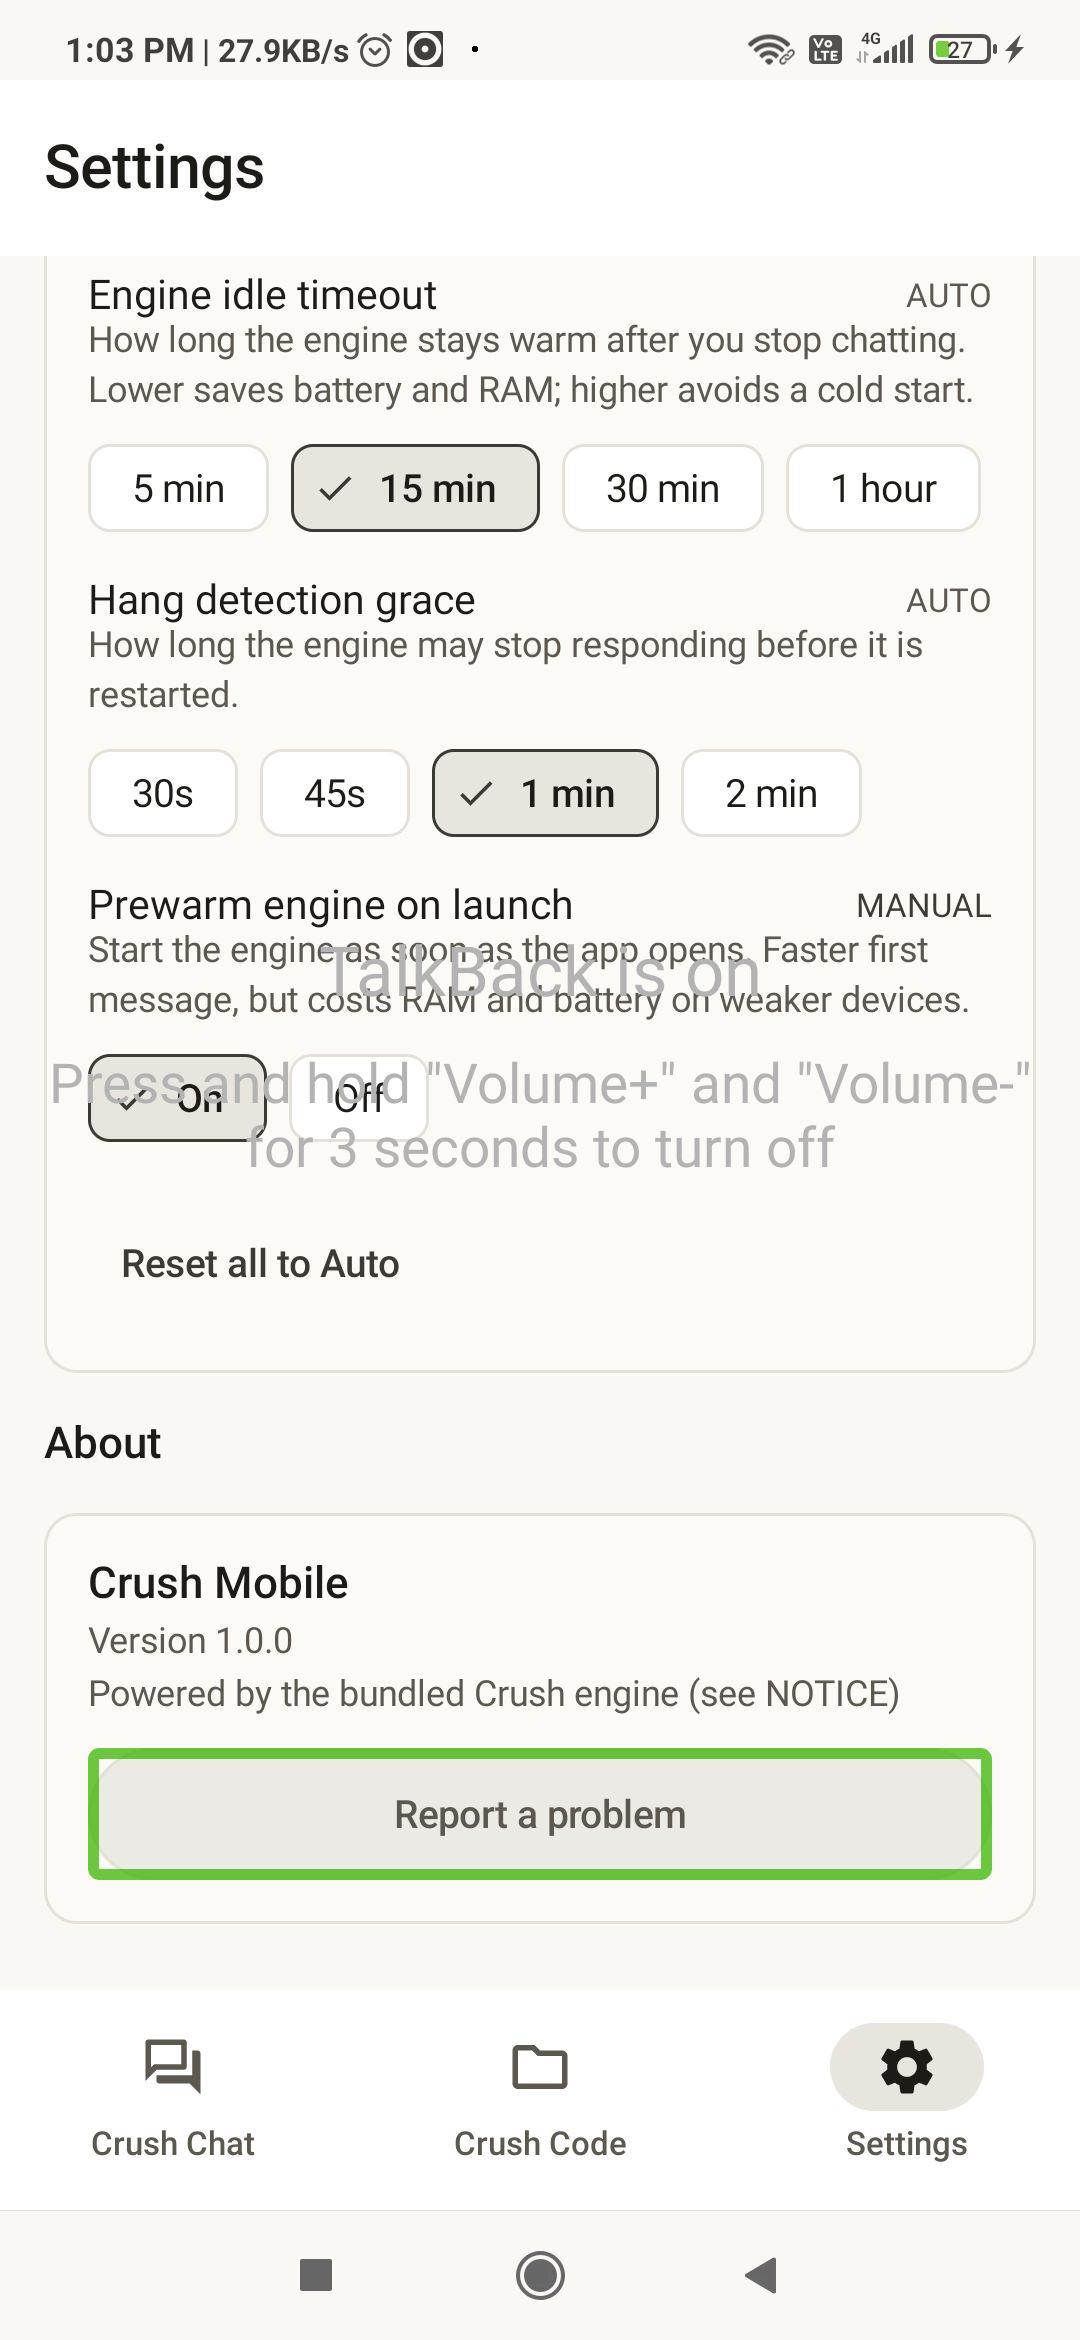 1:03 PM | 27.9KB/s
Vo LTE
4G
27
Settings
Engine idle timeout AUTO
How long the engine stays warm after you stop chatting.
Lower saves battery and RAM; higher avoids a cold start.
5 min 15 min 30 min 1 hour
Hang detection grace AUTO
How long the engine may stop responding before it is
restarted.
30s 45s 1 min 2 min
Prewarm engine on launch MANUAL
Start the engine as soon as the app opens. Faster first
message, but costs RAM and battery on weaker devices.
TalkBack is on
On Off
Press and hold "Volume+" and "Volume-"
for 3 seconds to turn off
Reset all to Auto
About
Crush Mobile
Version 1.0.0
Powered by the bundled Crush engine (see NOTICE)
Report a problem
Crush Chat Crush Code Settings